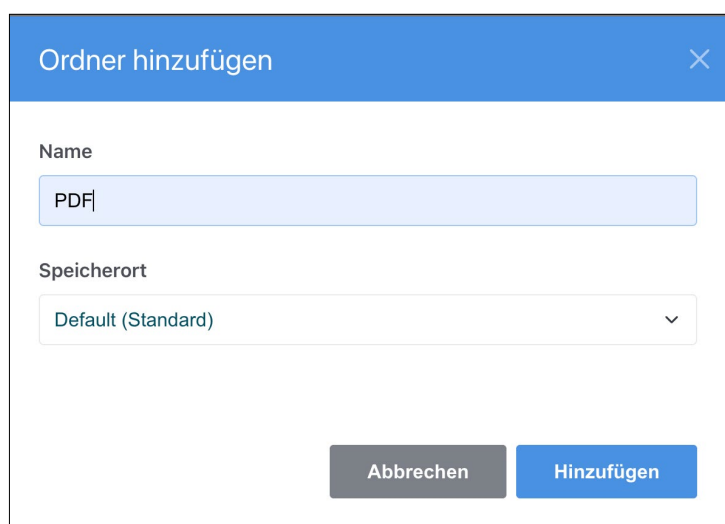 Ordner hinzufügen
Name
PDF
Speicherort
Default (Standard)
Abbrechen Hinzufügen